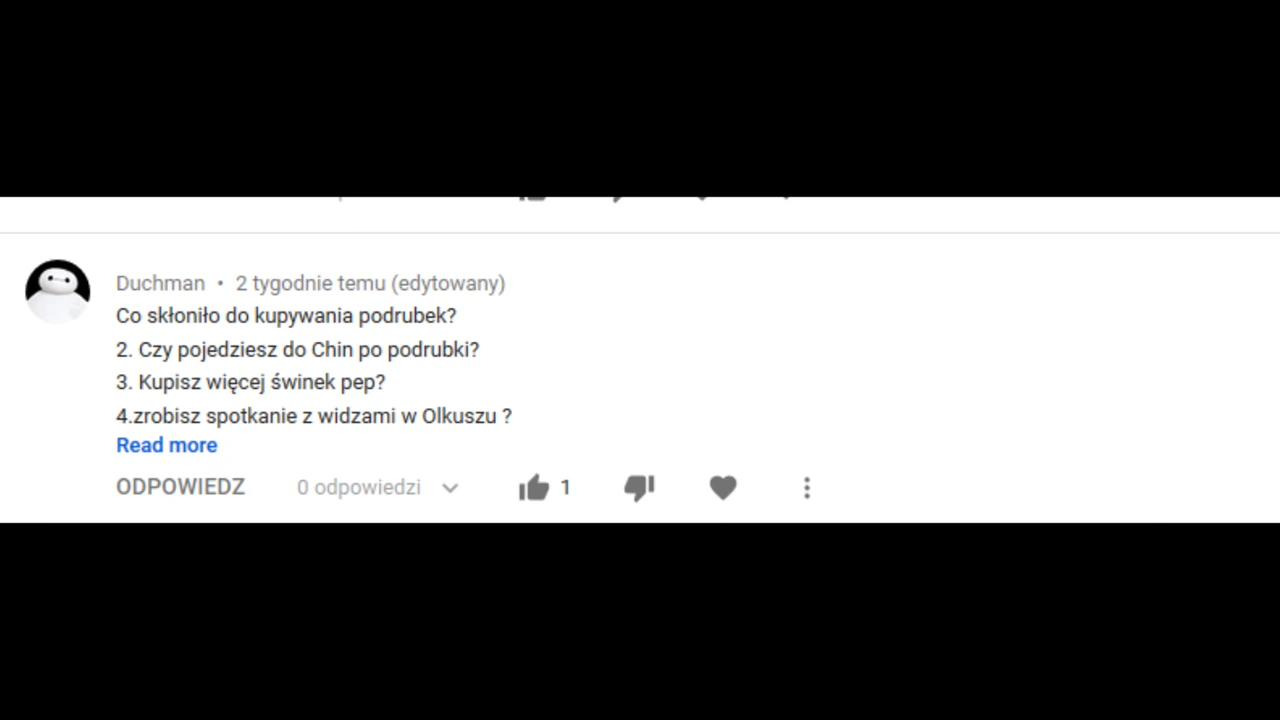 Duchman • 2 tygodnie temu (edytowany)
Co skłoniło do kupywania podrubek?
2. Czy pojedziesz do Chin po podrubki?
3. Kupisz więcej świnek pep?
4.zrobisz spotkanie z widzami w Olkuszu ?
Read more
ODPOWIEDZ 0 odpowiedzi 1